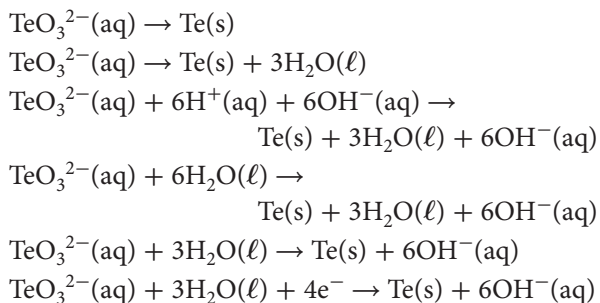 TeO₃²⁻(aq) → Te(s)
TeO₃²⁻(aq) → Te(s) + 3H₂O(ℓ)
TeO₃²⁻(aq) + 6H⁺(aq) + 6OH⁻(aq) →
Te(s) + 3H₂O(ℓ) + 6OH⁻(aq)
TeO₃²⁻(aq) + 6H₂O(ℓ) →
Te(s) + 3H₂O(ℓ) + 6OH⁻(aq)
TeO₃²⁻(aq) + 3H₂O(ℓ) → Te(s) + 6OH⁻(aq)
TeO₃²⁻(aq) + 3H₂O(ℓ) + 4e⁻ → Te(s) + 6OH⁻(aq)